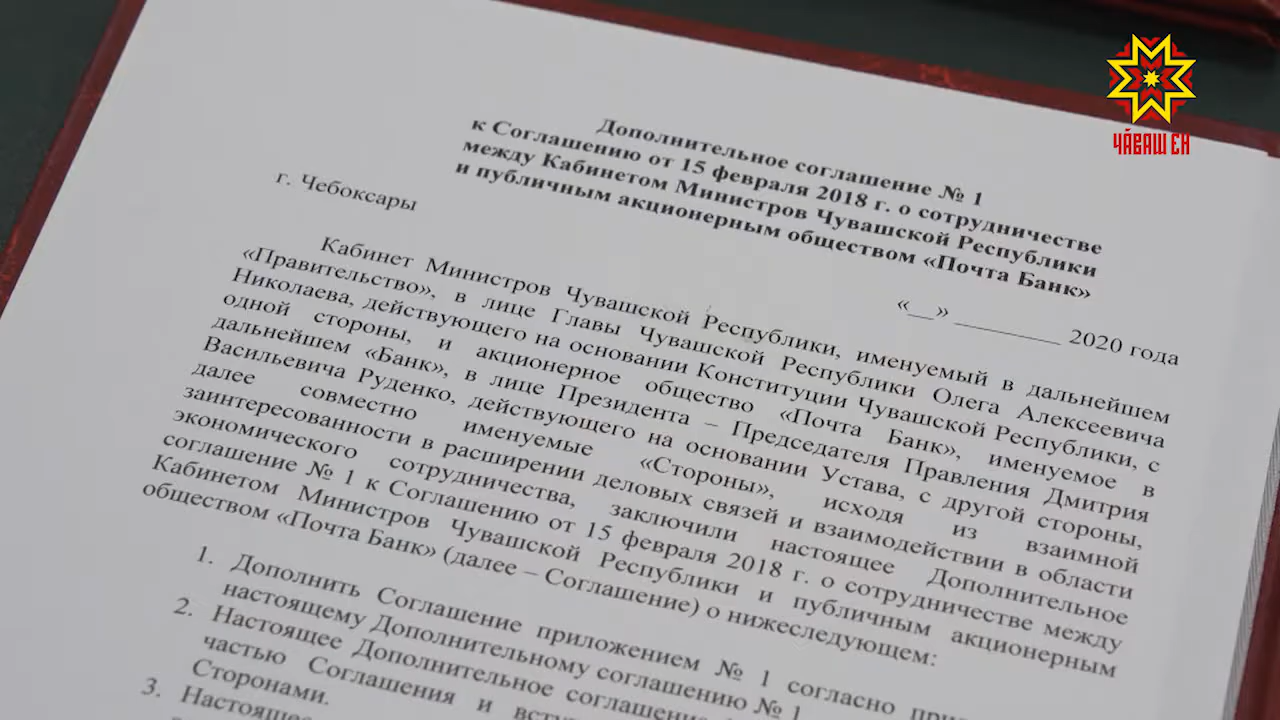 ЧӐВАШ ЕН
Дополнительное соглашение № 1
к Соглашению от 15 февраля 2018 г. о сотрудничестве
между Кабинетом Министров Чувашской Республики
и публичным акционерным обществом «Почта Банк»
г. Чебоксары
«__» ________ 2020 года
Кабинет Министров Чувашской Республики, именуемый в дальнейшем
«Правительство», в лице Главы Чувашской Республики Олега Алексеевича
Николаева, действующего на основании Конституции Чувашской Республики, с
одной стороны, и акционерное общество «Почта Банк», именуемое в
дальнейшем «Банк», в лице Президента – Председателя Правления Дмитрия
Васильевича Руденко, действующего на основании Устава, с другой стороны,
далее совместно именуемые «Стороны», исходя из взаимной
заинтересованности в расширении деловых связей и взаимодействии в области
экономического сотрудничества, заключили настоящее Дополнительное
соглашение № 1 к Соглашению от 15 февраля 2018 г. о сотрудничестве между
Кабинетом Министров Чувашской Республики и публичным акционерным
обществом «Почта Банк» (далее – Соглашение) о нижеследующем:
1. Дополнить Соглашение приложением № 1 согласно
настоящему Дополнительному соглашению № 1
2. Настоящее Дополнительное соглашение
частью Соглашения и
Сторонами.
3. Настоящее